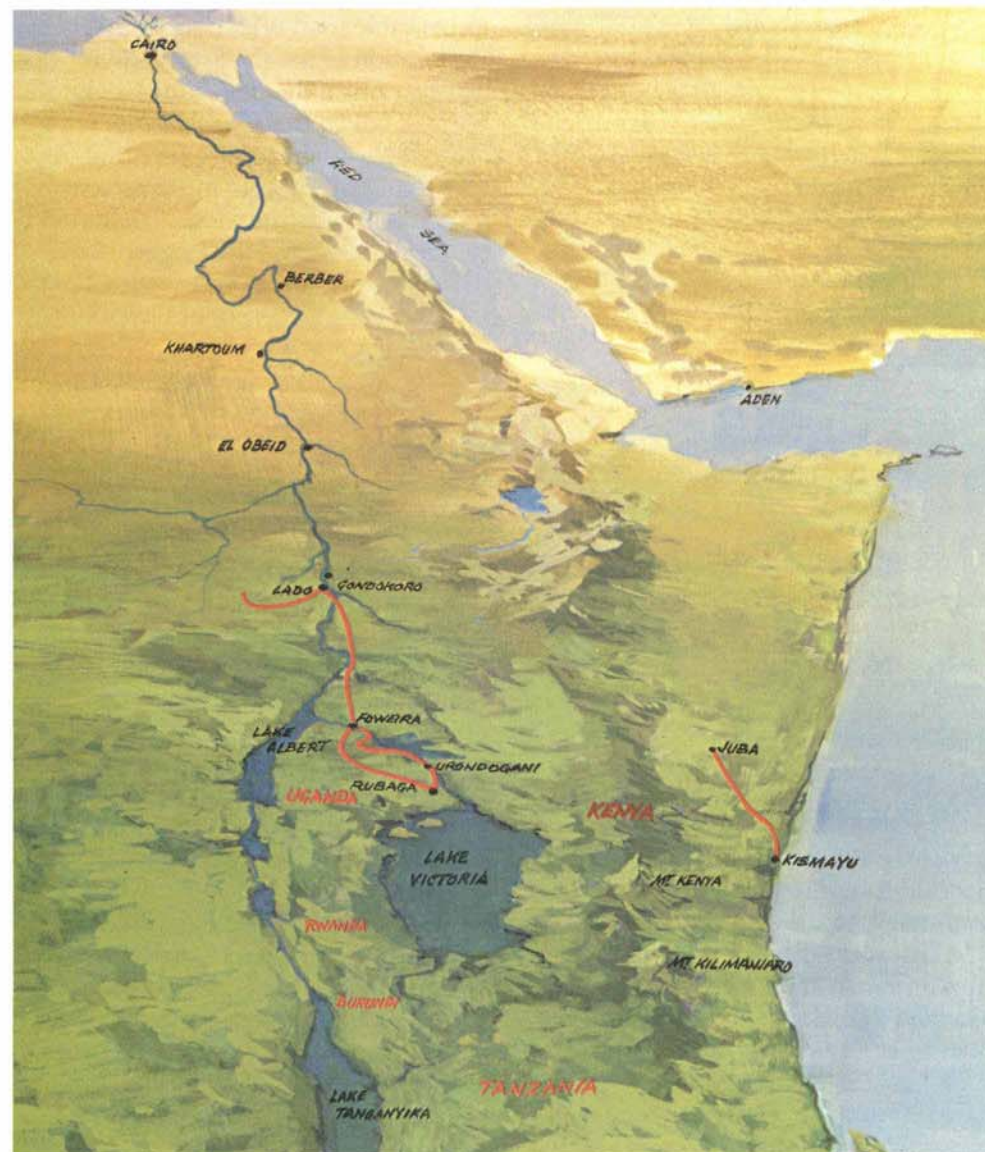 CAIRO
RED
SEA
BERBER
KHARTOUM
ADEN
EL OBEID
LADO
GONDOKORO
FOWERA
LAKE
ALBERT
JUBA
URONDOGANI
RUBAGA
UGANDA
KENYA
LAKE
VICTORIA
KISMAYU
MT. KENYA
RWANDA
MT. KILIMANJARO
BURUNDI
TANZANIA
LAKE
TANGANYIKA